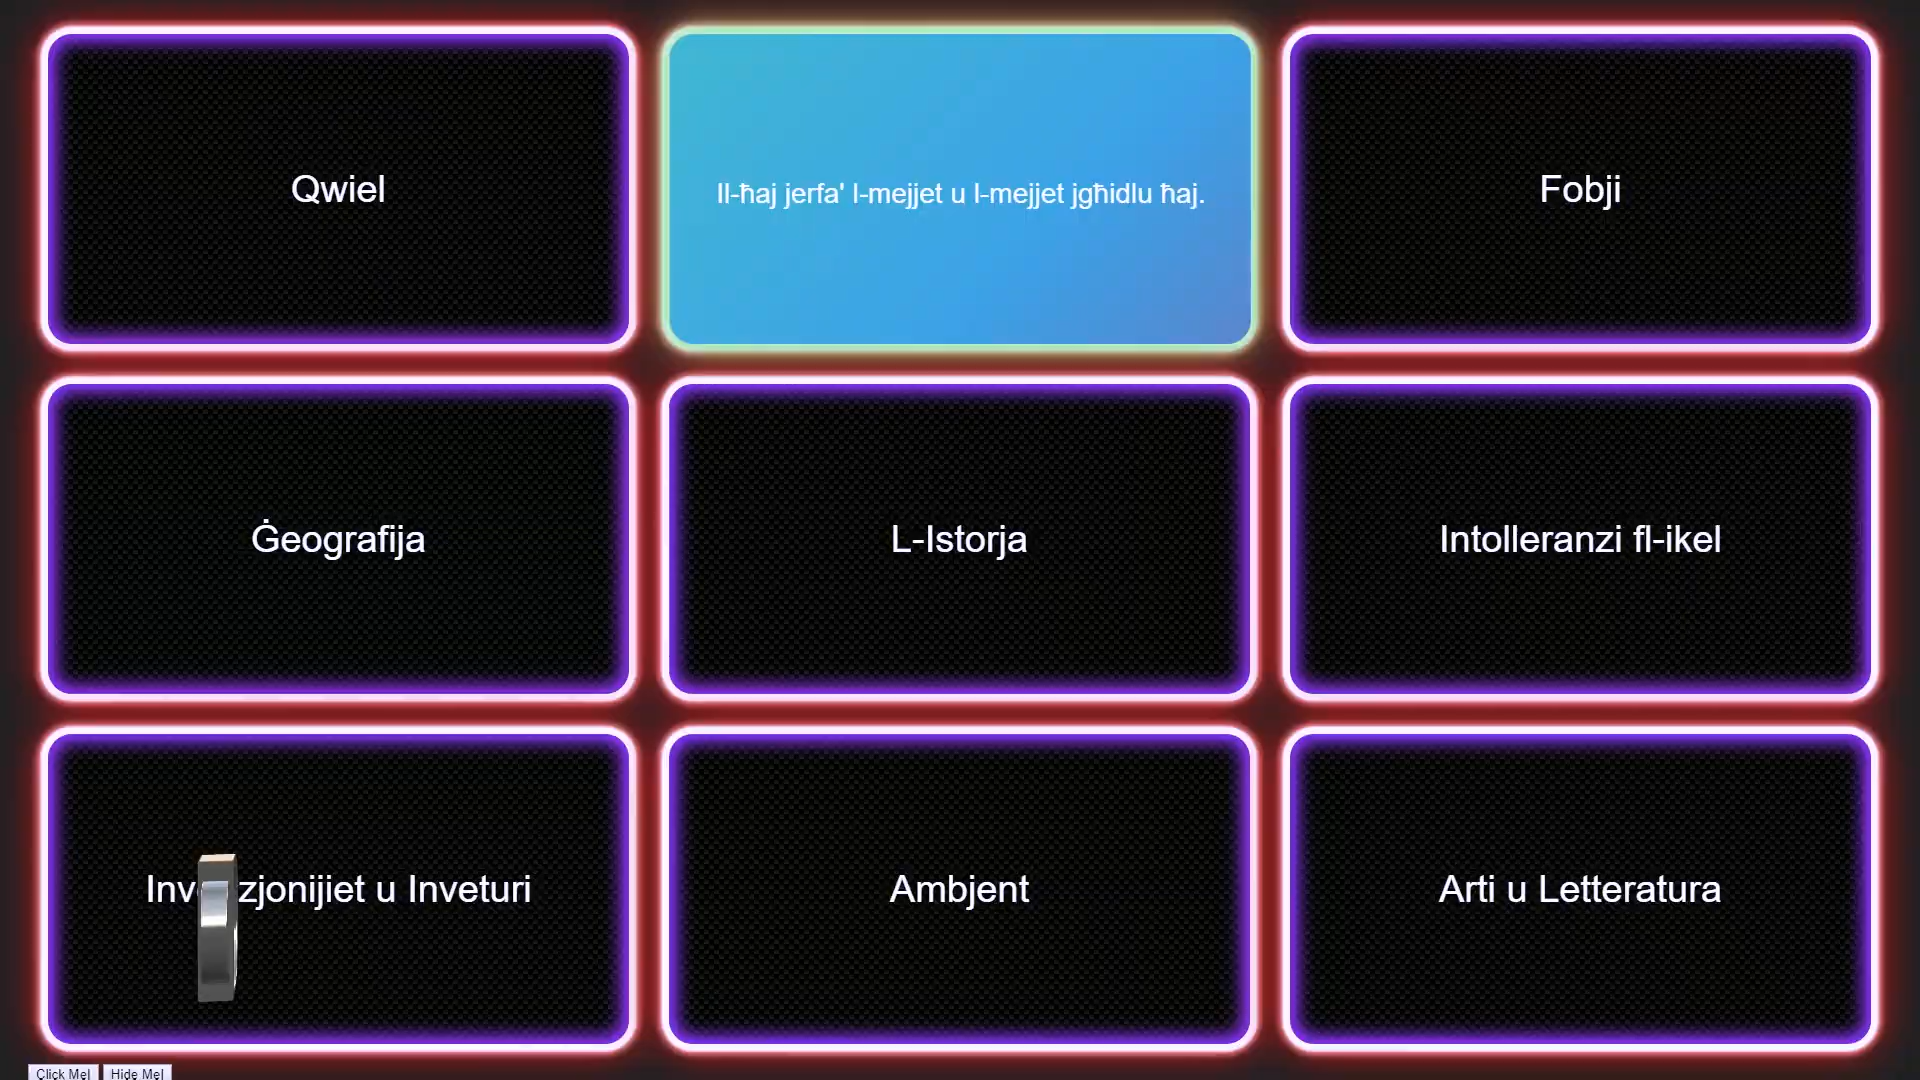 Qwiel
Il-ħaj jerfa' l-mejjet u l-mejjet jgħidlu ħaj.
Fobji
Ġeografija
L-Istorja
Intolleranzi fl-ikel
u Inveturi
Ambjent
Arti u Letteratura
Click Me!
Hide Me!